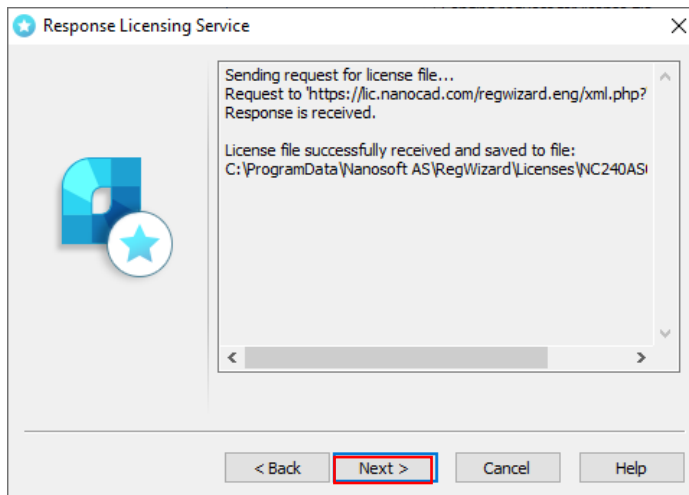 Response Licensing Service
Sending request for license file...
Request to 'https://lic.nanocad.com/regwizard.eng/xml.php?
Response is received.
License file successfully received and saved to file:
C:\ProgramData\Nanosoft AS\RegWizard\Licenses\NC240AS
< Back
Next >
Cancel
Help